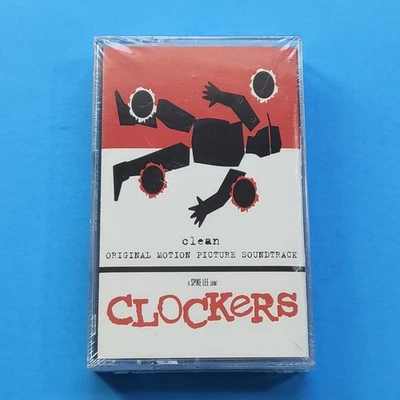 clean
ORIGINAL MOTION PICTURE SOUNDTRACK
A SPIKE LEE JOINT
CLOCKeRS